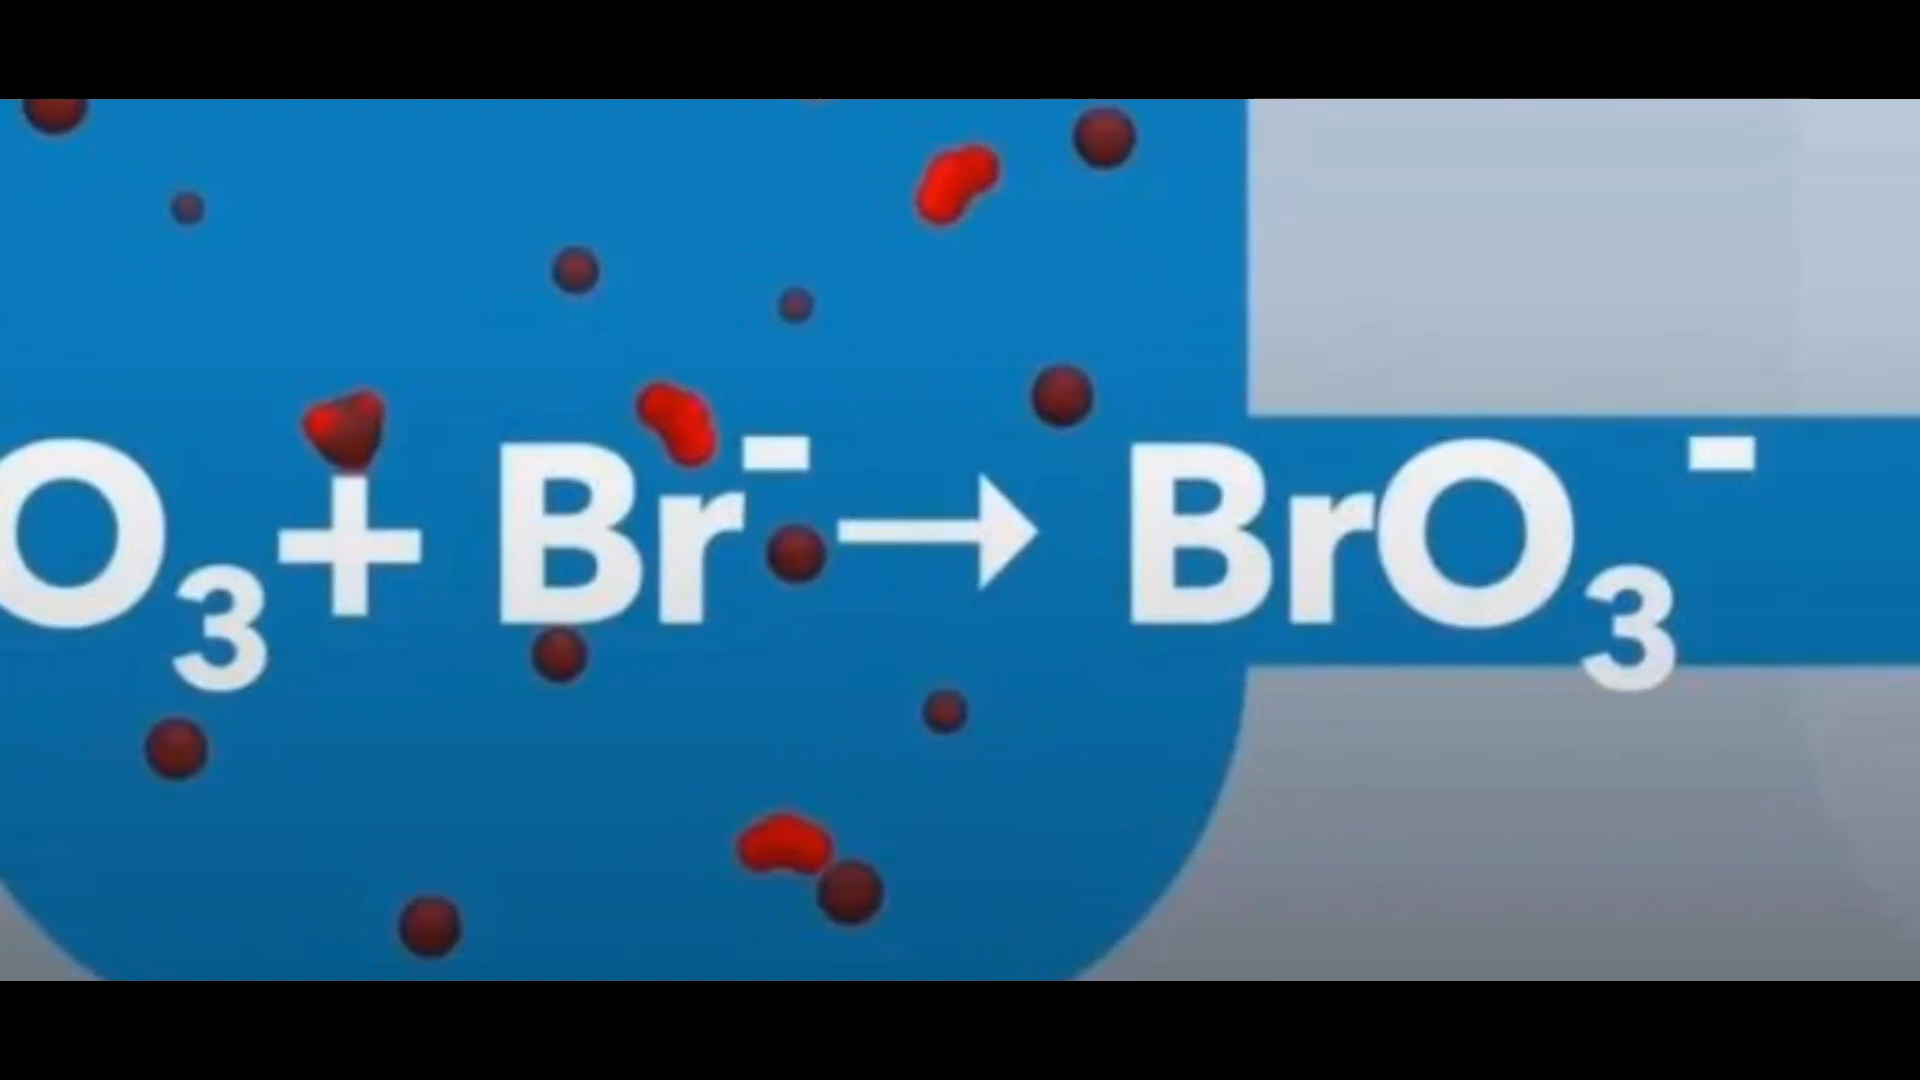 O₃ + Br⁻ → BrO₃⁻